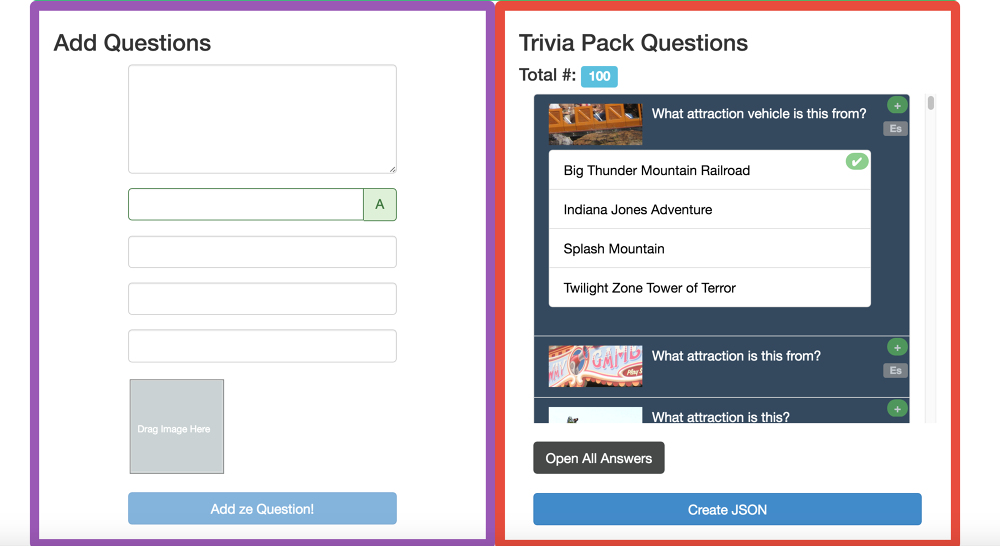 Add Questions
A
Drag Image Here
Add ze Question!
Trivia Pack Questions
Total #: 100
What attraction vehicle is this from?
+
Es
Big Thunder Mountain Railroad
Indiana Jones Adventure
Splash Mountain
Twilight Zone Tower of Terror
What attraction is this from?
+
Es
What attraction is this?
+
Open All Answers
Create JSON